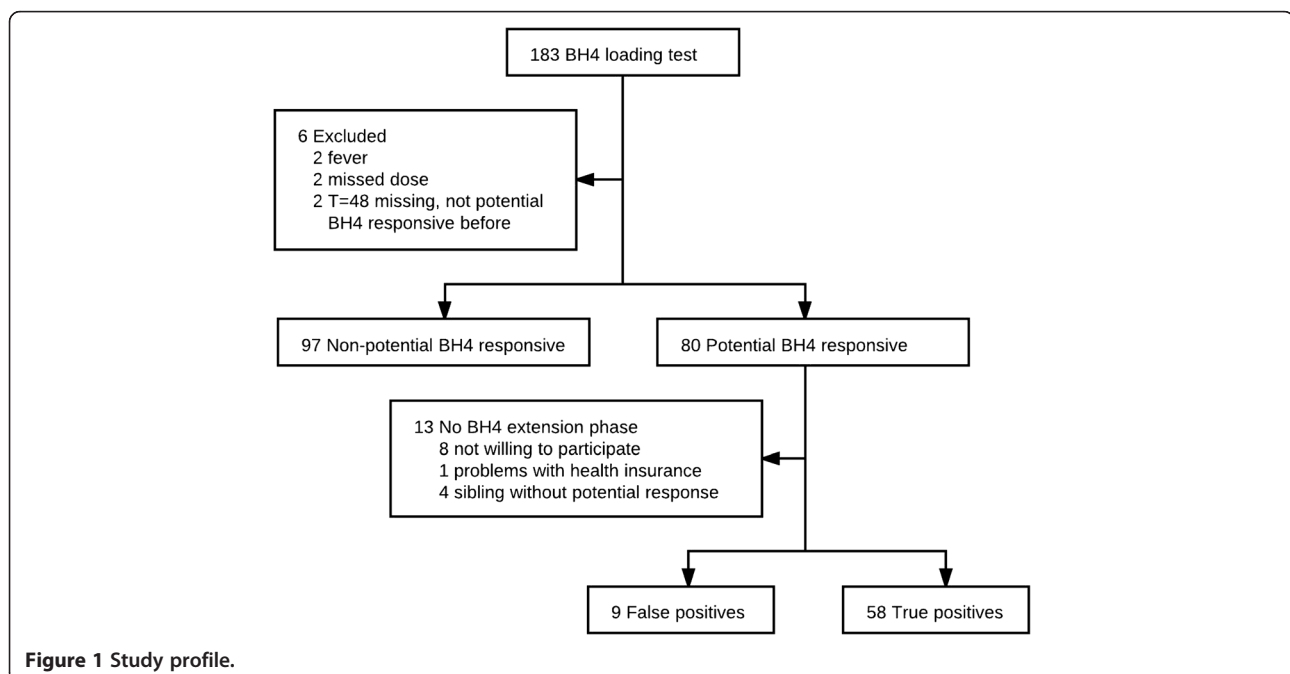 183 BH4 loading test
6 Excluded
2 fever
2 missed dose
2 T=48 missing, not potential
BH4 responsive before
97 Non-potential BH4 responsive
80 Potential BH4 responsive
13 No BH4 extension phase
8 not willing to participate
1 problems with health insurance
4 sibling without potential response
9 False positives
58 True positives
Figure 1 Study profile.